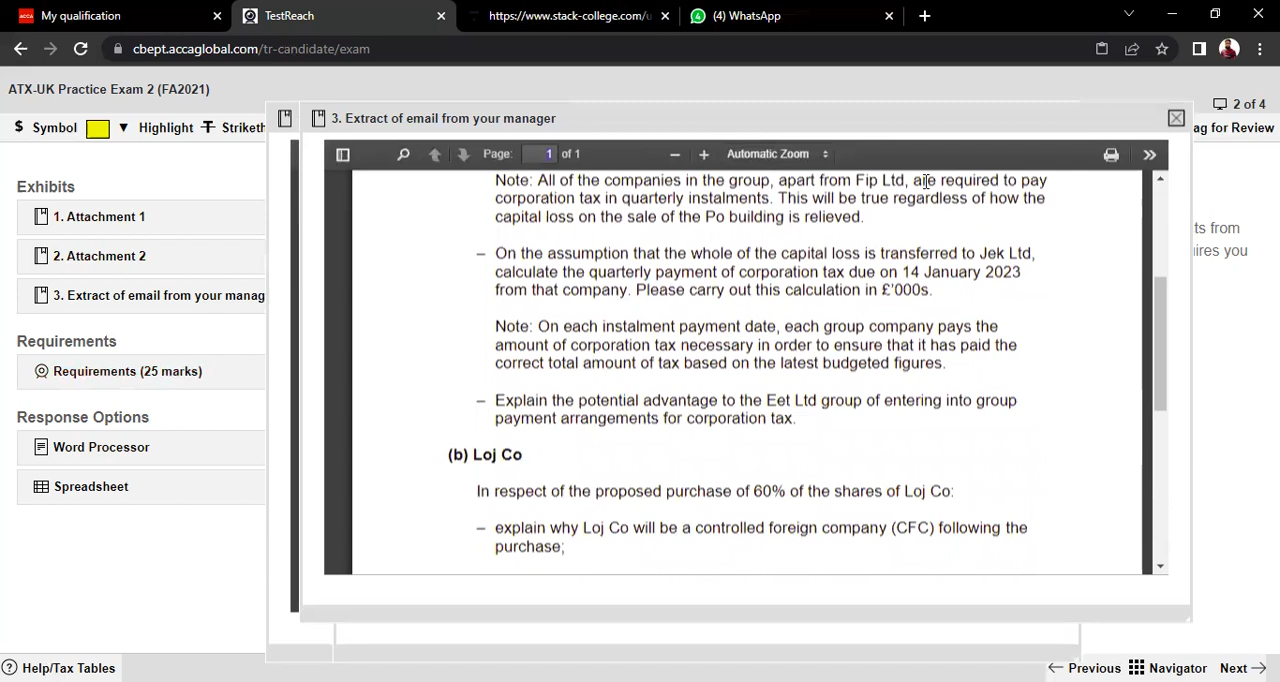 My qualification
TestReach
https://www.stack-college.com/u
(4) WhatsApp
cbept.accaglobal.com/tr-candidate/exam
ATX-UK Practice Exam 2 (FA2021)
2 of 4
$ Symbol Highlight Striketh
3. Extract of email from your manager
ag for Review
Page: 1 of 1
Automatic Zoom
Exhibits
1. Attachment 1
2. Attachment 2
3. Extract of email from your manag
Requirements
Requirements (25 marks)
Response Options
Word Processor
Spreadsheet
Note: All of the companies in the group, apart from Fip Ltd, are required to pay
corporation tax in quarterly instalments. This will be true regardless of how the
capital loss on the sale of the Po building is relieved.
– On the assumption that the whole of the capital loss is transferred to Jek Ltd,
calculate the quarterly payment of corporation tax due on 14 January 2023
from that company. Please carry out this calculation in £'000s.
Note: On each instalment payment date, each group company pays the
amount of corporation tax necessary in order to ensure that it has paid the
correct total amount of tax based on the latest budgeted figures.
– Explain the potential advantage to the Eet Ltd group of entering into group
payment arrangements for corporation tax.
(b) Loj Co
In respect of the proposed purchase of 60% of the shares of Loj Co:
– explain why Loj Co will be a controlled foreign company (CFC) following the
purchase;
ts from
ires you
Help/Tax Tables
Previous
Navigator
Next